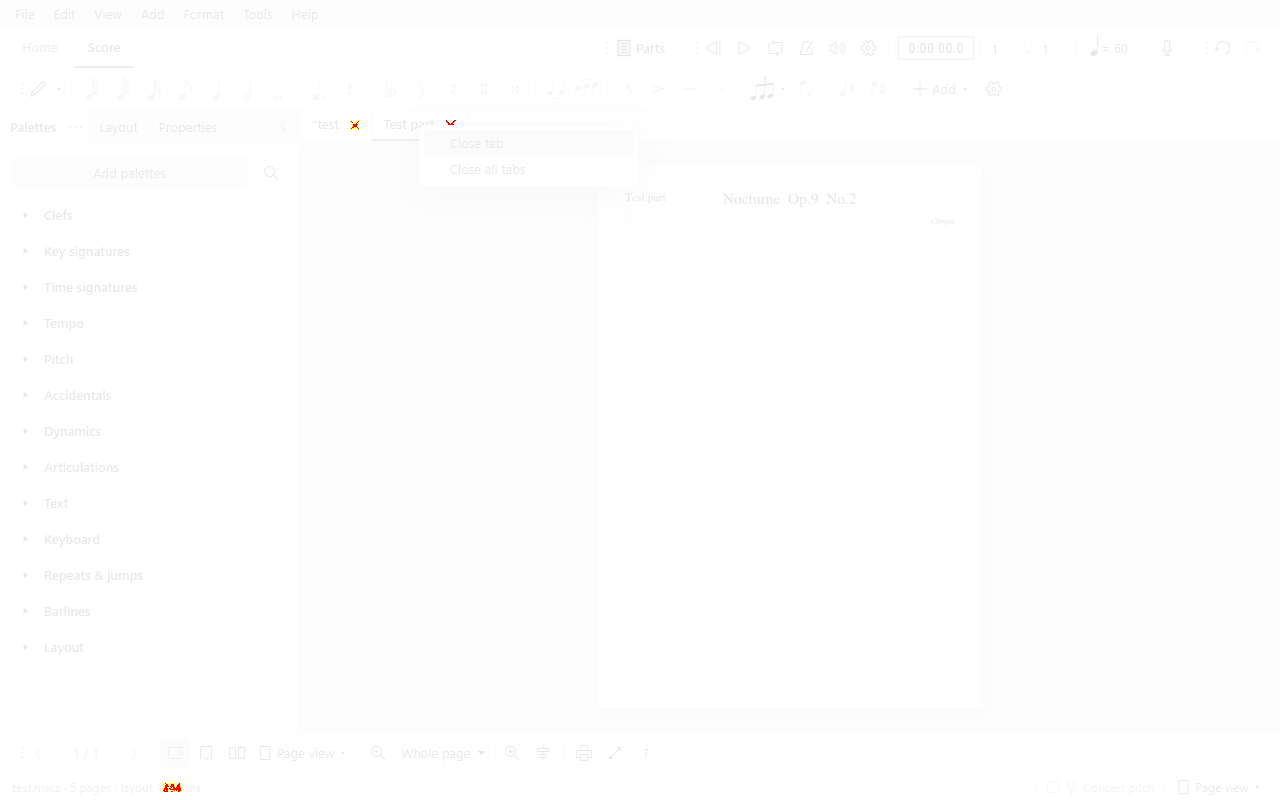 File Edit View Add Format Tools Help
Home Score Parts 0:00:00.0 1 . 1 = 60
Add
Palettes Layout Properties *test Test part
Close tab
Close all tabs
Add palettes
Test part Nocturne Op.9 No.2
Chopin
Clefs
Key signatures
Time signatures
Tempo
Pitch
Accidentals
Dynamics
Articulations
Text
Keyboard
Repeats & jumps
Barlines
Layout
1 / 1 Page view Whole page ?
test.mscz - 5 pages - layout ms Concert pitch Page view